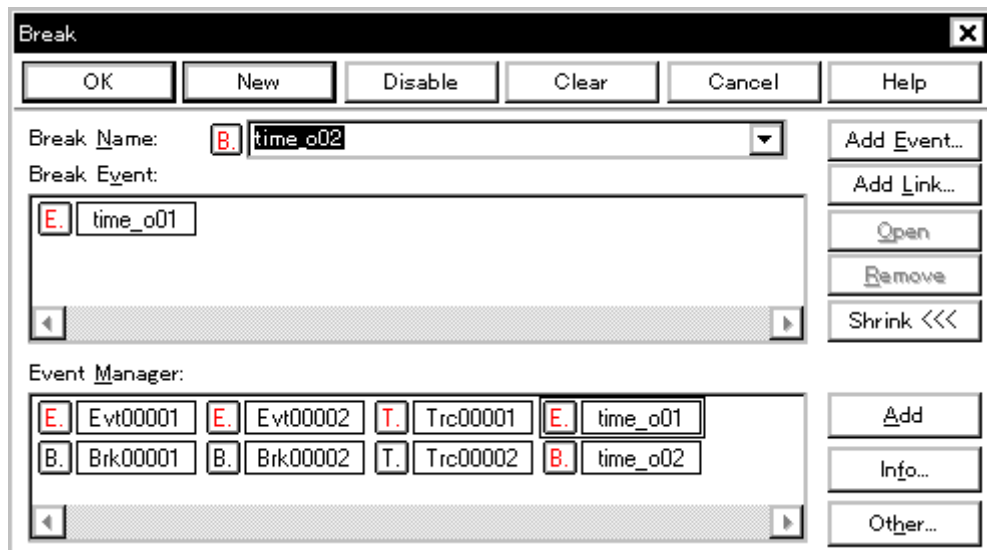 Break
OK New Disable Clear Cancel Help
Break Name: B. time_o02 Add Event...
Break Event: Add Link...
E. time_o01
Open
Remove
Shrink <<<
Event Manager:
E. Evt00001 E. Evt00002 T. Trc00001 E. time_o01 Add
B. Brk00001 B. Brk00002 T. Trc00002 B. time_o02
Info...
Other...